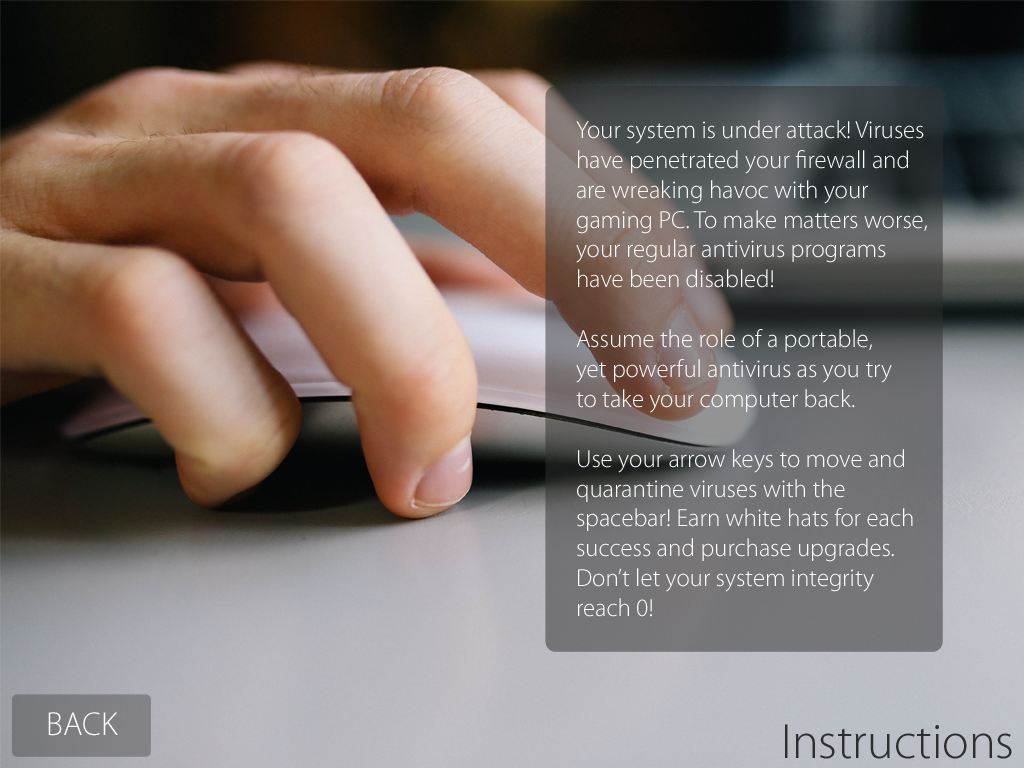 Your system is under attack! Viruses
have penetrated your firewall and
are wreaking havoc with your
gaming PC. To make matters worse,
your regular antivirus programs
have been disabled!
Assume the role of a portable,
yet powerful antivirus as you try
to take your computer back.
Use your arrow keys to move and
quarantine viruses with the
spacebar! Earn white hats for each
success and purchase upgrades.
Don’t let your system integrity
reach 0!
BACK
Instructions